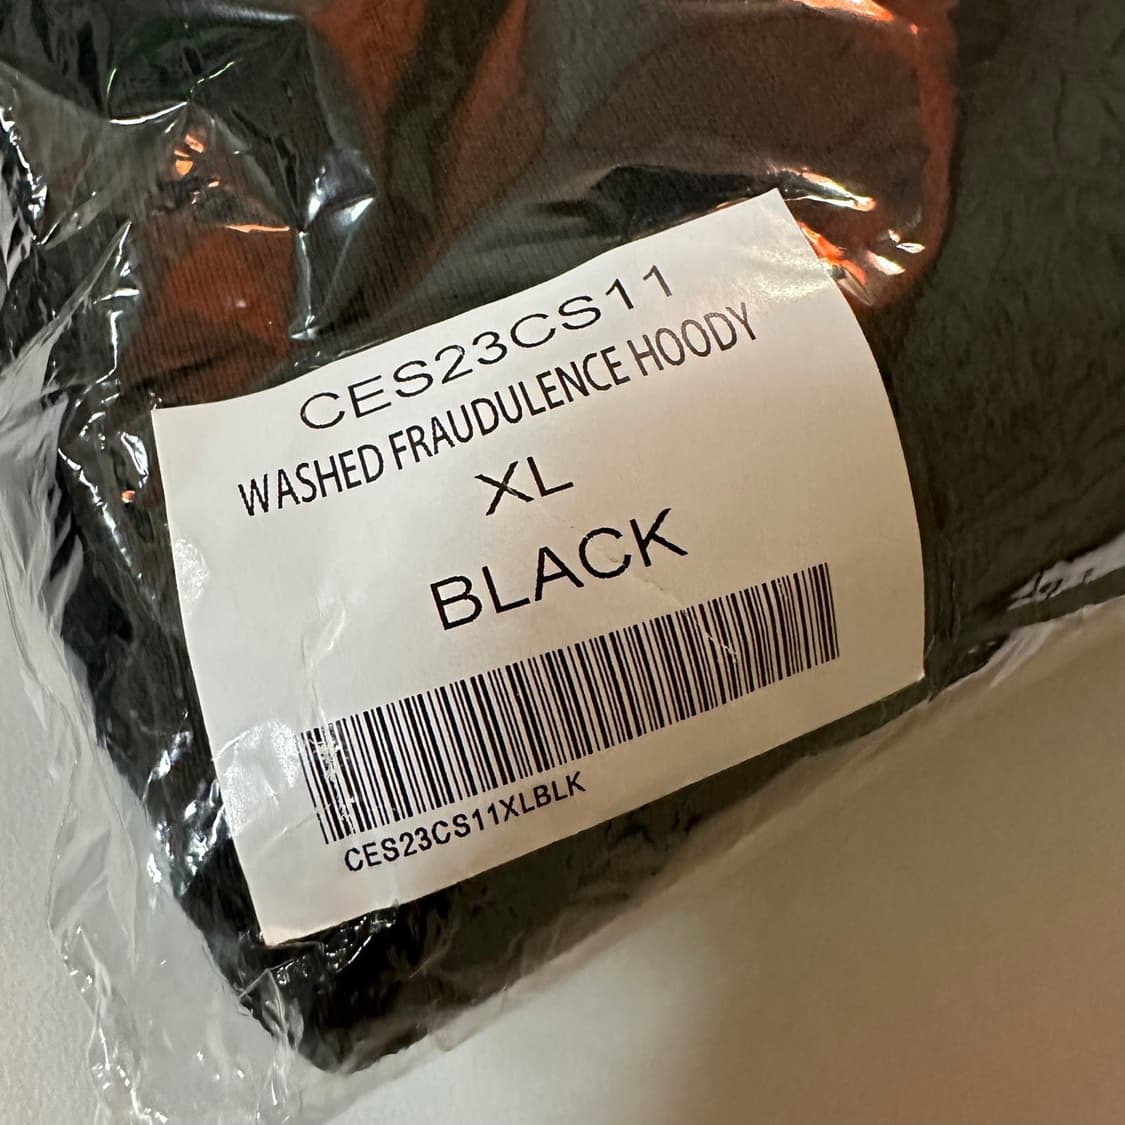 CES23CS11
WASHED FRAUDULENCE HOODY
XL
BLACK
CES23CS11XLBLK